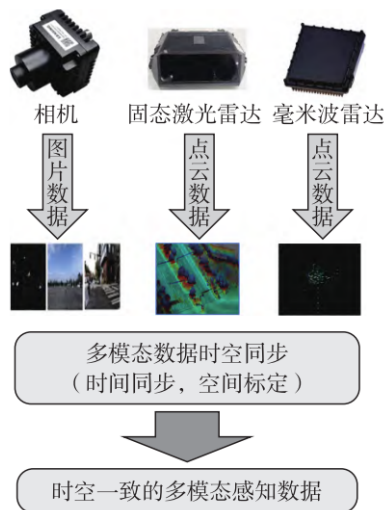 相机
固态激光雷达
毫米波雷达
图片数据
点云数据
点云数据
多模态数据时空同步
（时间同步，空间标定）
时空一致的多模态感知数据